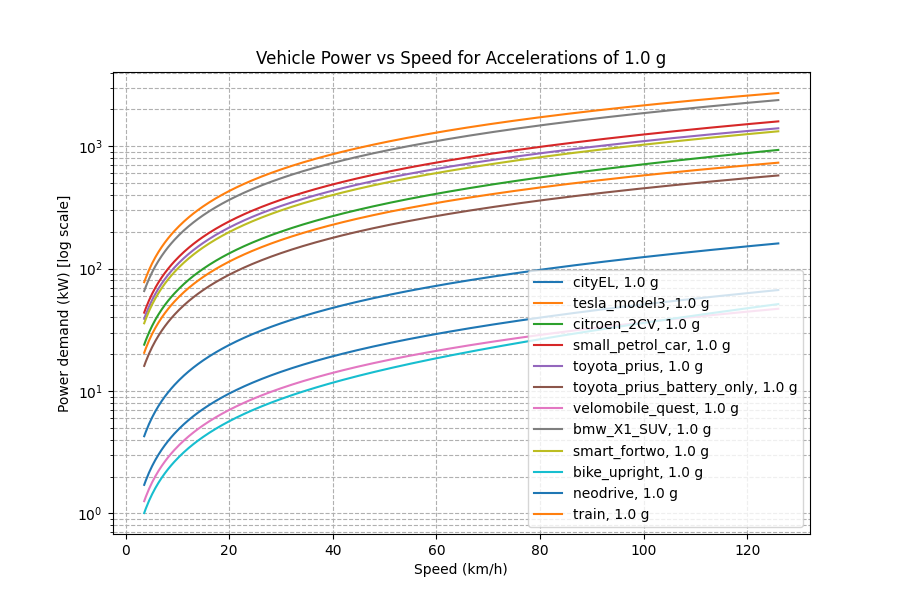 Vehicle Power vs Speed for Accelerations of 1.0 g
Power demand (kW) [log scale]
10³
10²
10¹
10⁰
cityEL, 1.0 g
tesla_model3, 1.0 g
citroen_2CV, 1.0 g
small_petrol_car, 1.0 g
toyota_prius, 1.0 g
toyota_prius_battery_only, 1.0 g
velomobile_quest, 1.0 g
bmw_X1_SUV, 1.0 g
smart_fortwo, 1.0 g
bike_upright, 1.0 g
neodrive, 1.0 g
train, 1.0 g
0 20 40 60 80 100 120
Speed (km/h)